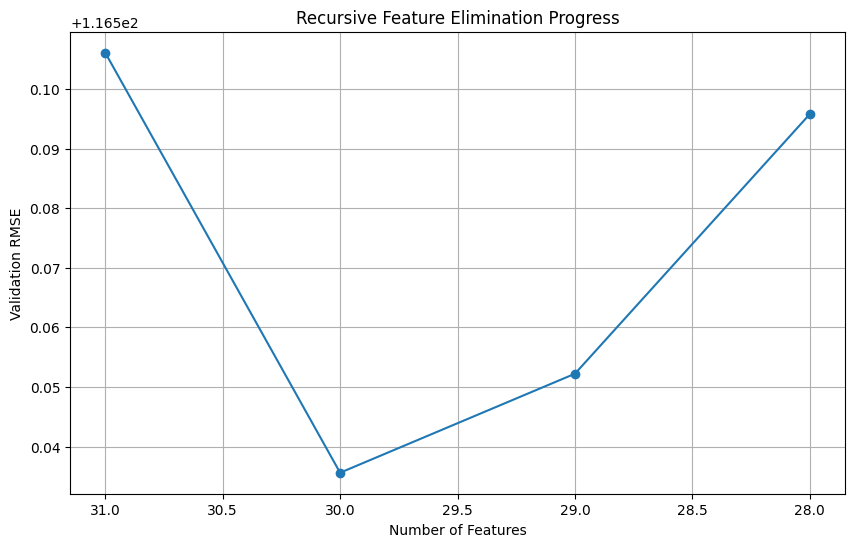 Recursive Feature Elimination Progress
+1.165e2
0.10
0.09
0.08
0.07
0.06
0.05
0.04
Validation RMSE
31.0 30.5 30.0 29.5 29.0 28.5 28.0
Number of Features